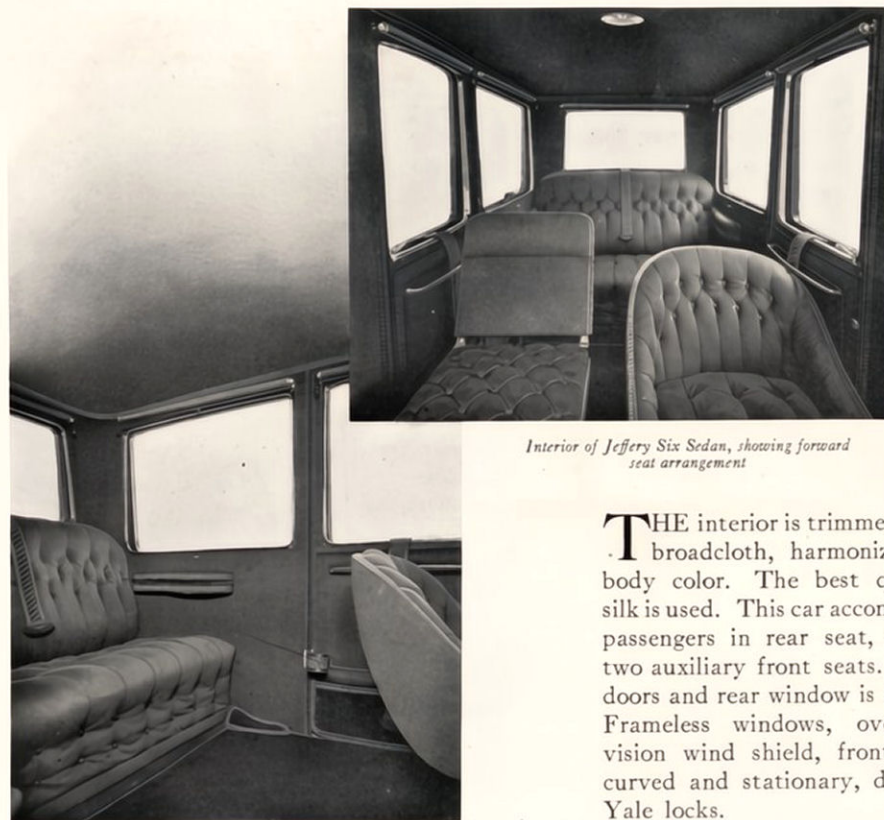 Interior of Jeffery Six Sedan, showing forward
seat arrangement
THE interior is trimme
broadcloth, harmoniz
body color. The best
silk is used. This car accon
passengers in rear seat,
two auxiliary front seats.
doors and rear window is
Frameless windows, ov
vision wind shield, fron
curved and stationary, d
Yale locks.